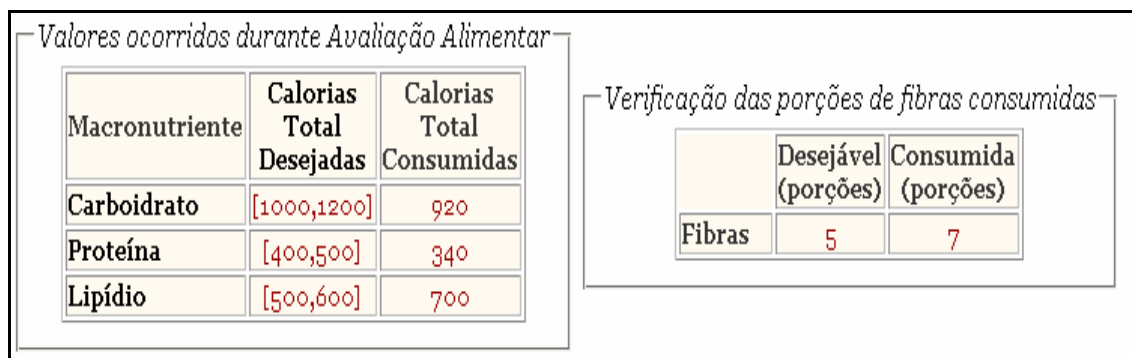 Valores ocorridos durante Avaliação Alimentar
Macronutriente
Calorias
Total
Desejadas
Calorias
Total
Consumidas
Carboidrato [1000,1200] 920
Proteína [400,500] 340
Lipídio [500,600] 700
Verificação das porções de fibras consumidas
Desejável
(porções)
Consumida
(porções)
Fibras 5 7